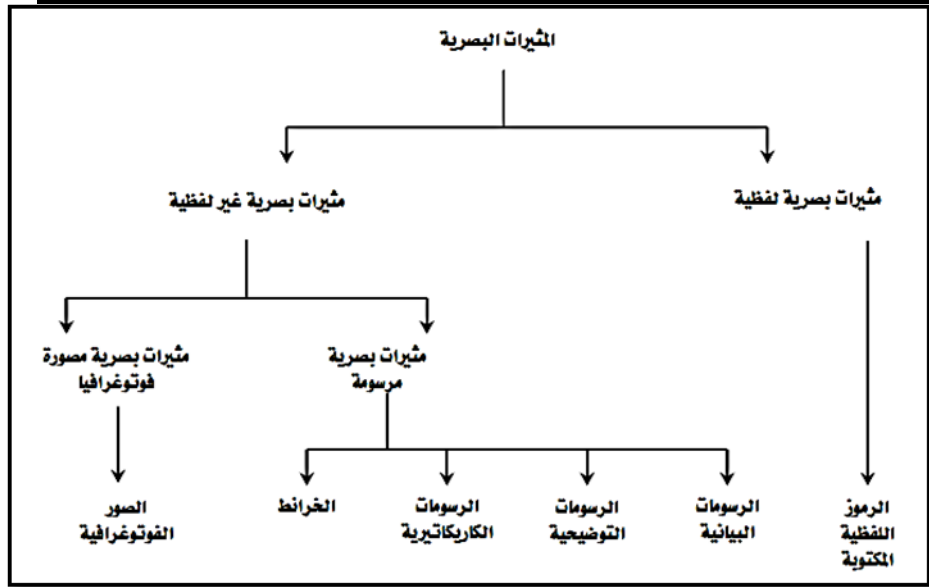 المثيرات البصرية
مثيرات بصرية لفظية
مثيرات بصرية غير لفظية
مثيرات بصرية
مرسومة
مثيرات بصرية مصورة
فوتوغرافيا
الرموز
اللفظية
المكتوبة
الرسومات
البيانية
الرسومات
التوضيحية
الرسومات
الكاريكاتيرية
الخرائط
الصور
الفوتوغرافية